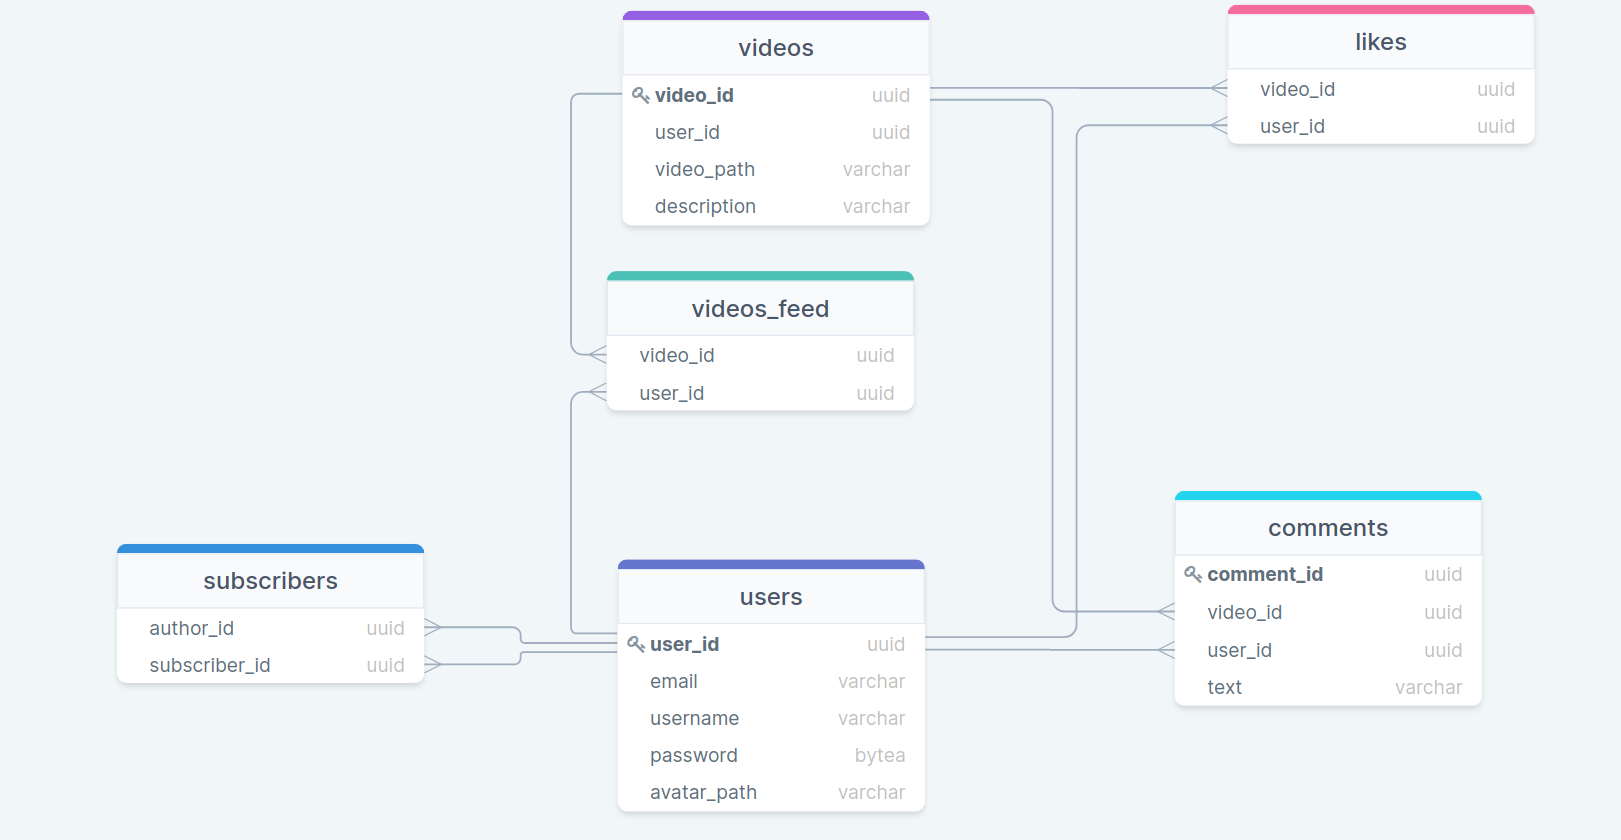 videos
video_id uuid
user_id uuid
video_path varchar
description varchar
likes
video_id uuid
user_id uuid
videos_feed
video_id uuid
user_id uuid
subscribers
author_id uuid
subscriber_id uuid
users
user_id uuid
email varchar
username varchar
password bytea
avatar_path varchar
comments
comment_id uuid
video_id uuid
user_id uuid
text varchar